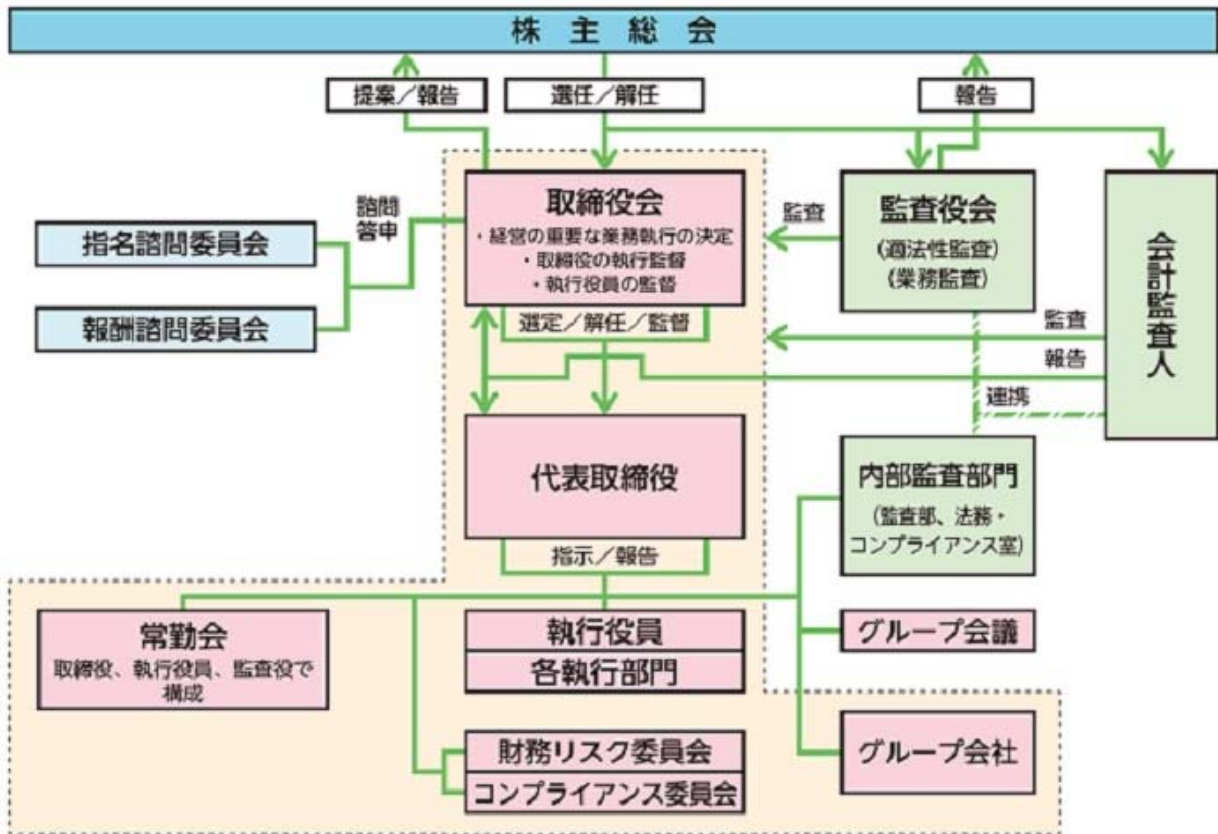 株主総会
提案/報告
選任/解任
報告
諮問
答申
取締役会
・経営の重要な業務執行の決定
・取締役の執行監督
・執行役員の監督
監査
監査役会
(適法性監査)
(業務監査)
会計監査人
指名諮問委員会
報酬諮問委員会
選定/解任/監督
監査
報告
連携
代表取締役
内部監査部門
(監査部、法務・
コンプライアンス室)
指示/報告
常勤会
取締役、執行役員、監査役で
構成
執行役員
各執行部門
グループ会議
財務リスク委員会
コンプライアンス委員会
グループ会社